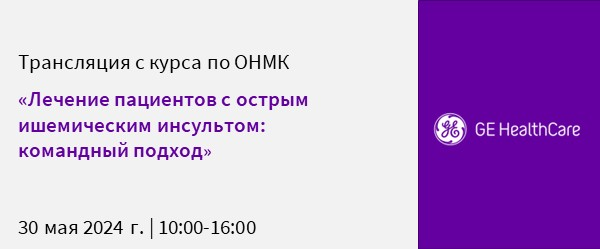 Трансляция с курса по ОНМК
«Лечение пациентов с острым
ишемическим инсультом:
командный подход»
30 мая 2024 г. | 10:00-16:00
GE HealthCare